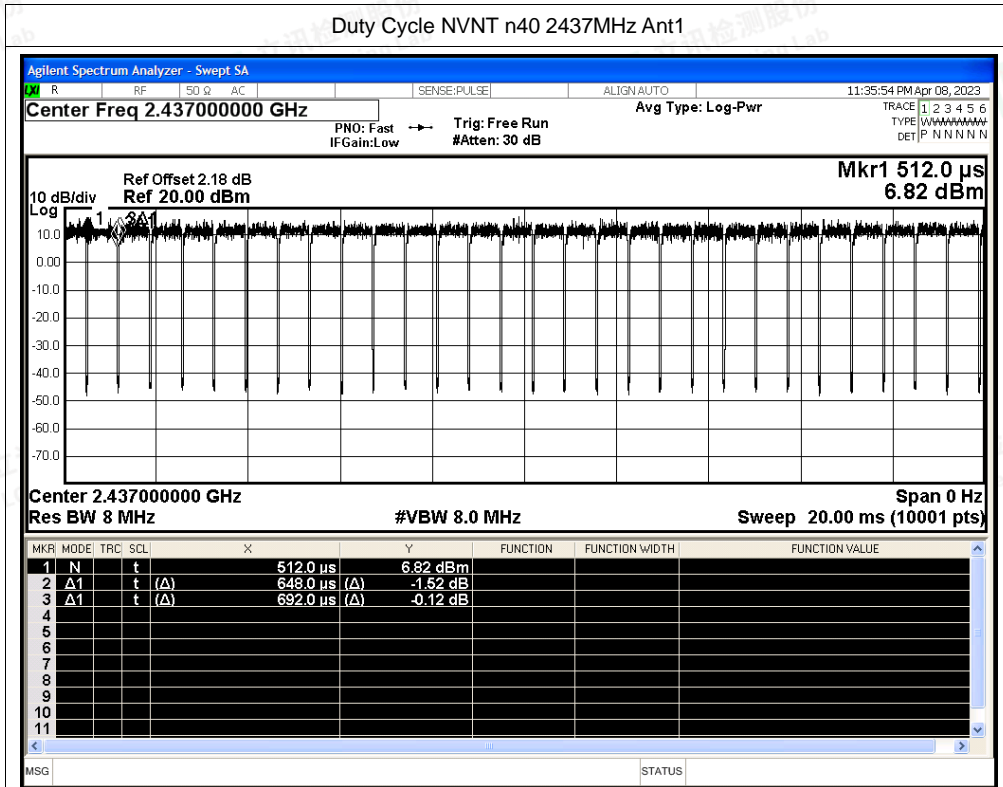 Duty Cycle NVNT n40 2437MHz Ant1
Agilent Spectrum Analyzer - Swept SA
LXI R RF 50 Ω AC SENSE:PULSE ALIGN AUTO 11:35:54 PM Apr 08, 2023
Center Freq 2.437000000 GHz Avg Type: Log-Pwr TRACE 1 2 3 4 5 6
PNO: Fast Trig: Free Run TYPE WWWWWW
IFGain:Low #Atten: 30 dB DET P N N N N N
Mkr1 512.0 µs
Ref Offset 2.18 dB
10 dB/div Ref 20.00 dBm 6.82 dBm
Log
1 3Δ1
10.0
0.00
-10.0
-20.0
-30.0
-40.0
-50.0
-60.0
-70.0
Center 2.437000000 GHz Span 0 Hz
Res BW 8 MHz #VBW 8.0 MHz Sweep 20.00 ms (10001 pts)
MKR MODE TRC SCL X Y FUNCTION FUNCTION WIDTH FUNCTION VALUE
1 N t 512.0 µs 6.82 dBm
2 Δ1 t (Δ) 648.0 µs (Δ) -1.52 dB
3 Δ1 t (Δ) 692.0 µs (Δ) -0.12 dB
4
5
6
7
8
9
10
11
MSG STATUS